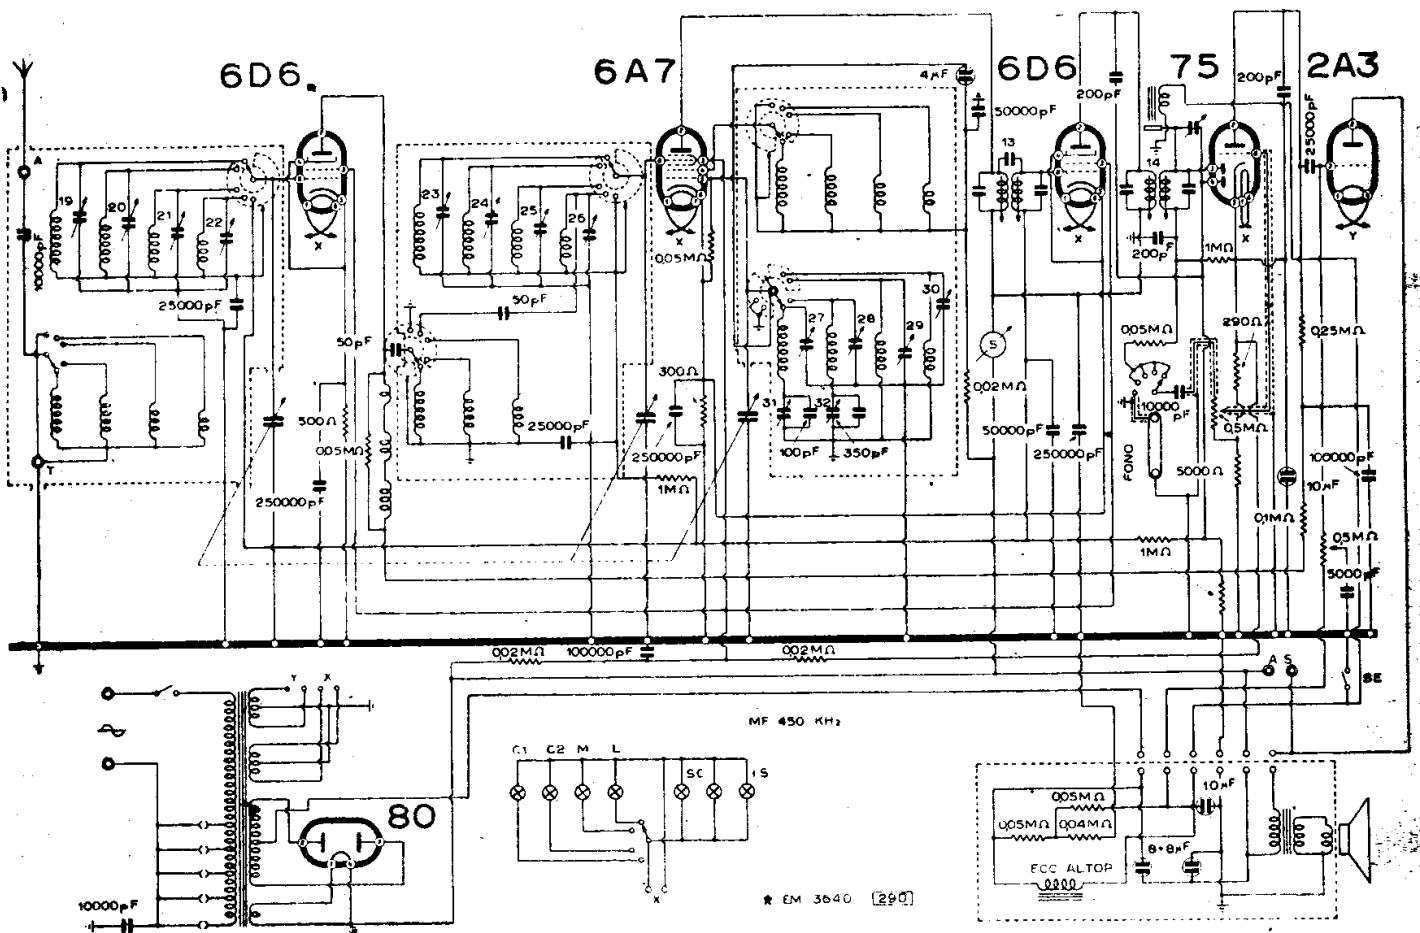 6D6.
6A7
6D6
75
2A3
4µF
200pF
200pF
50000pF
25000pF
13
14
A
19
20
21
22
23
24
25
26
X
X
X
X
Y
10000pF
0,05MΩ
200pF
1MΩ
25000pF
50pF
50pF
27
28
29
30
S
0,05MΩ
290Ω
0,25MΩ
300Ω
0,02MΩ
31
32
10000 pF
500Ω
0,05MΩ
25000pF
50000pF
0,5MΩ
T
250000pF
100pF
350pF
250000pF
FONO
5000Ω
100000pF
250000pF
1MΩ
10µF
0,1MΩ
0,5MΩ
1MΩ
5000pF
0,02MΩ
100000pF
0,02MΩ
A S
SE
Y X
MF 450 KHz
C1 C2 M L
SC
X
80
10µF
0,05MΩ
0,05MΩ
0,04MΩ
8+8µF
ECC ALTOP
10000pF
* EM 3640 290